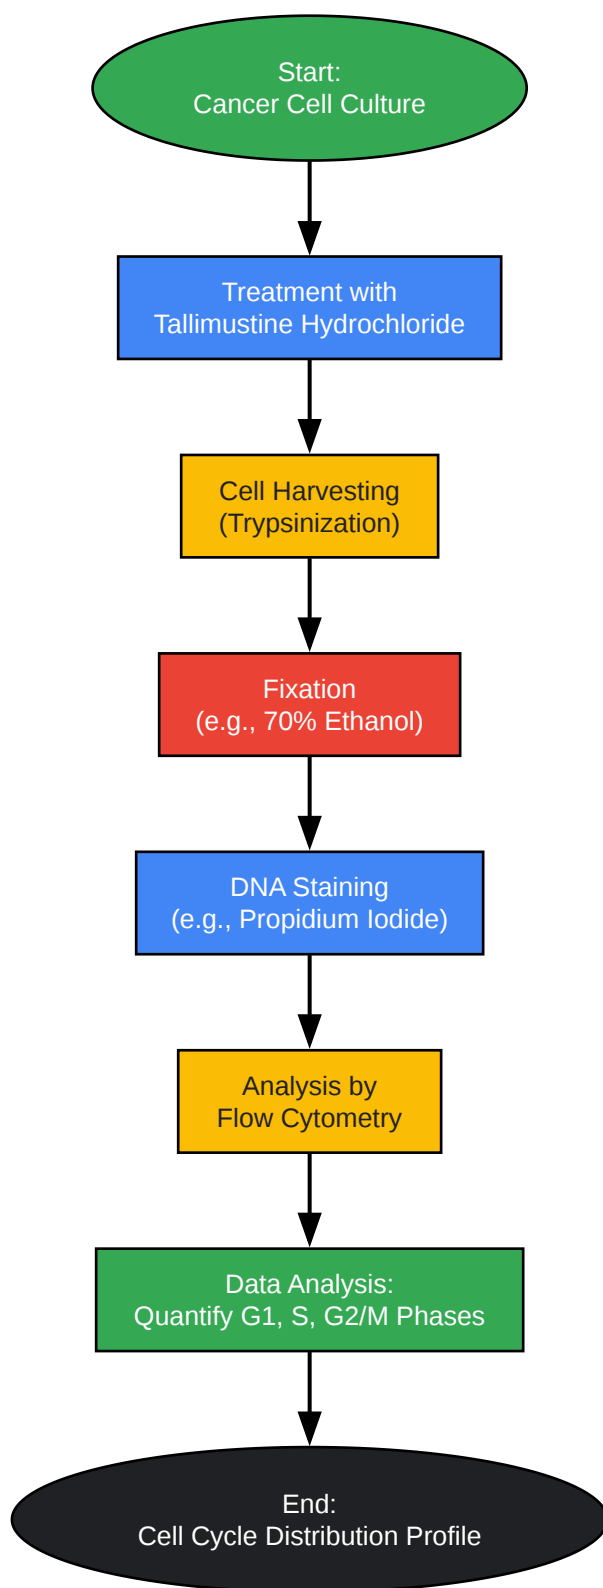 Start:
Cancer Cell Culture
Treatment with
Tallimustine Hydrochloride
Cell Harvesting
(Trypsinization)
Fixation
(e.g., 70% Ethanol)
DNA Staining
(e.g., Propidium Iodide)
Analysis by
Flow Cytometry
Data Analysis:
Quantify G1, S, G2/M Phases
End:
Cell Cycle Distribution Profile